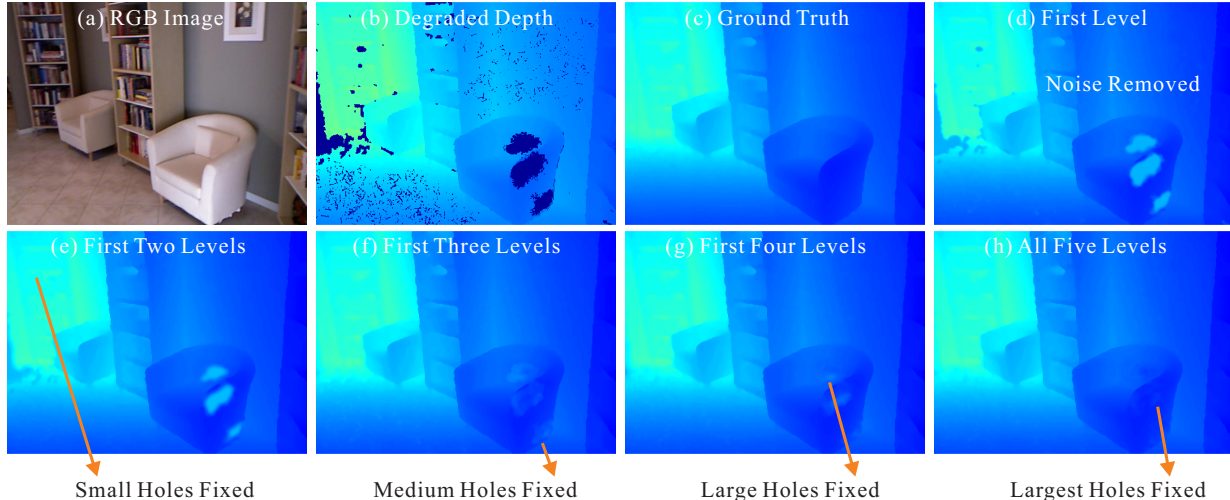 (a) RGB Image
(b) Degraded Depth
(c) Ground Truth
(d) First Level
Noise Removed
(e) First Two Levels
(f) First Three Levels
(g) First Four Levels
(h) All Five Levels
Small Holes Fixed
Medium Holes Fixed
Large Holes Fixed
Largest Holes Fixed